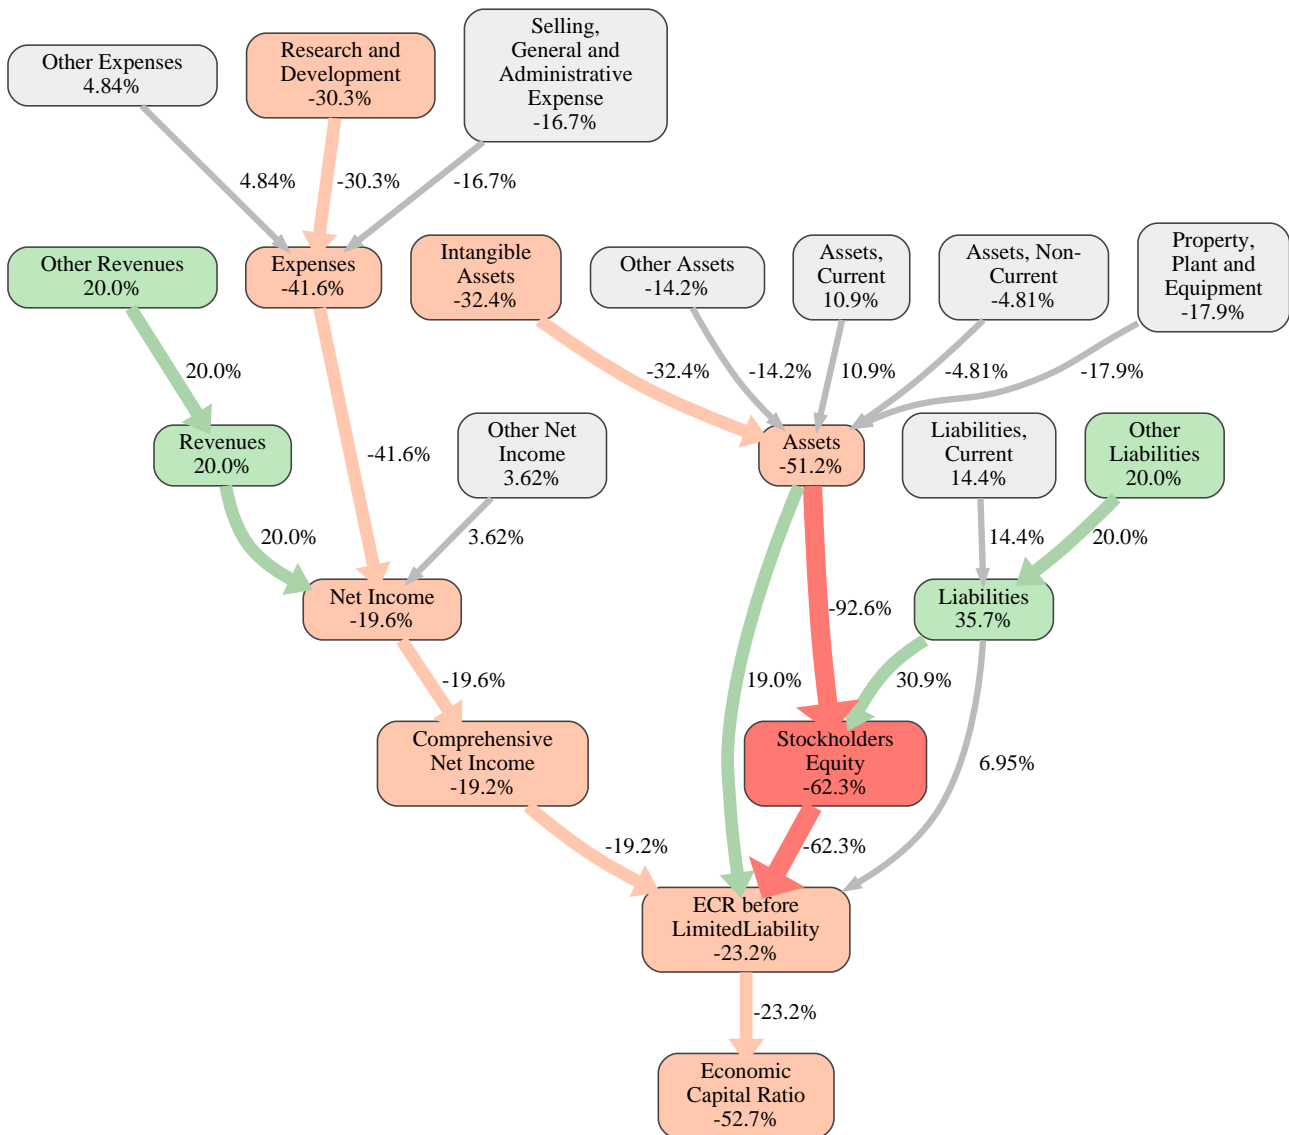 Other Expenses
4.84%
Research and
Development
-30.3%
Selling,
General and
Administrative
Expense
-16.7%
4.84%
-30.3%
-16.7%
Other Revenues
20.0%
Expenses
-41.6%
Intangible
Assets
-32.4%
Other Assets
-14.2%
Assets,
Current
10.9%
Assets, Non-
Current
-4.81%
Property,
Plant and
Equipment
-17.9%
20.0%
-32.4%
-14.2%
10.9%
-4.81%
-17.9%
Revenues
20.0%
-41.6%
Other Net
Income
3.62%
Assets
-51.2%
Liabilities,
Current
14.4%
Other
Liabilities
20.0%
20.0%
3.62%
14.4%
20.0%
Net Income
-19.6%
-92.6%
Liabilities
35.7%
-19.6%
19.0%
30.9%
Comprehensive
Net Income
-19.2%
Stockholders
Equity
-62.3%
6.95%
-19.2%
-62.3%
ECR before
LimitedLiability
-23.2%
-23.2%
Economic
Capital Ratio
-52.7%